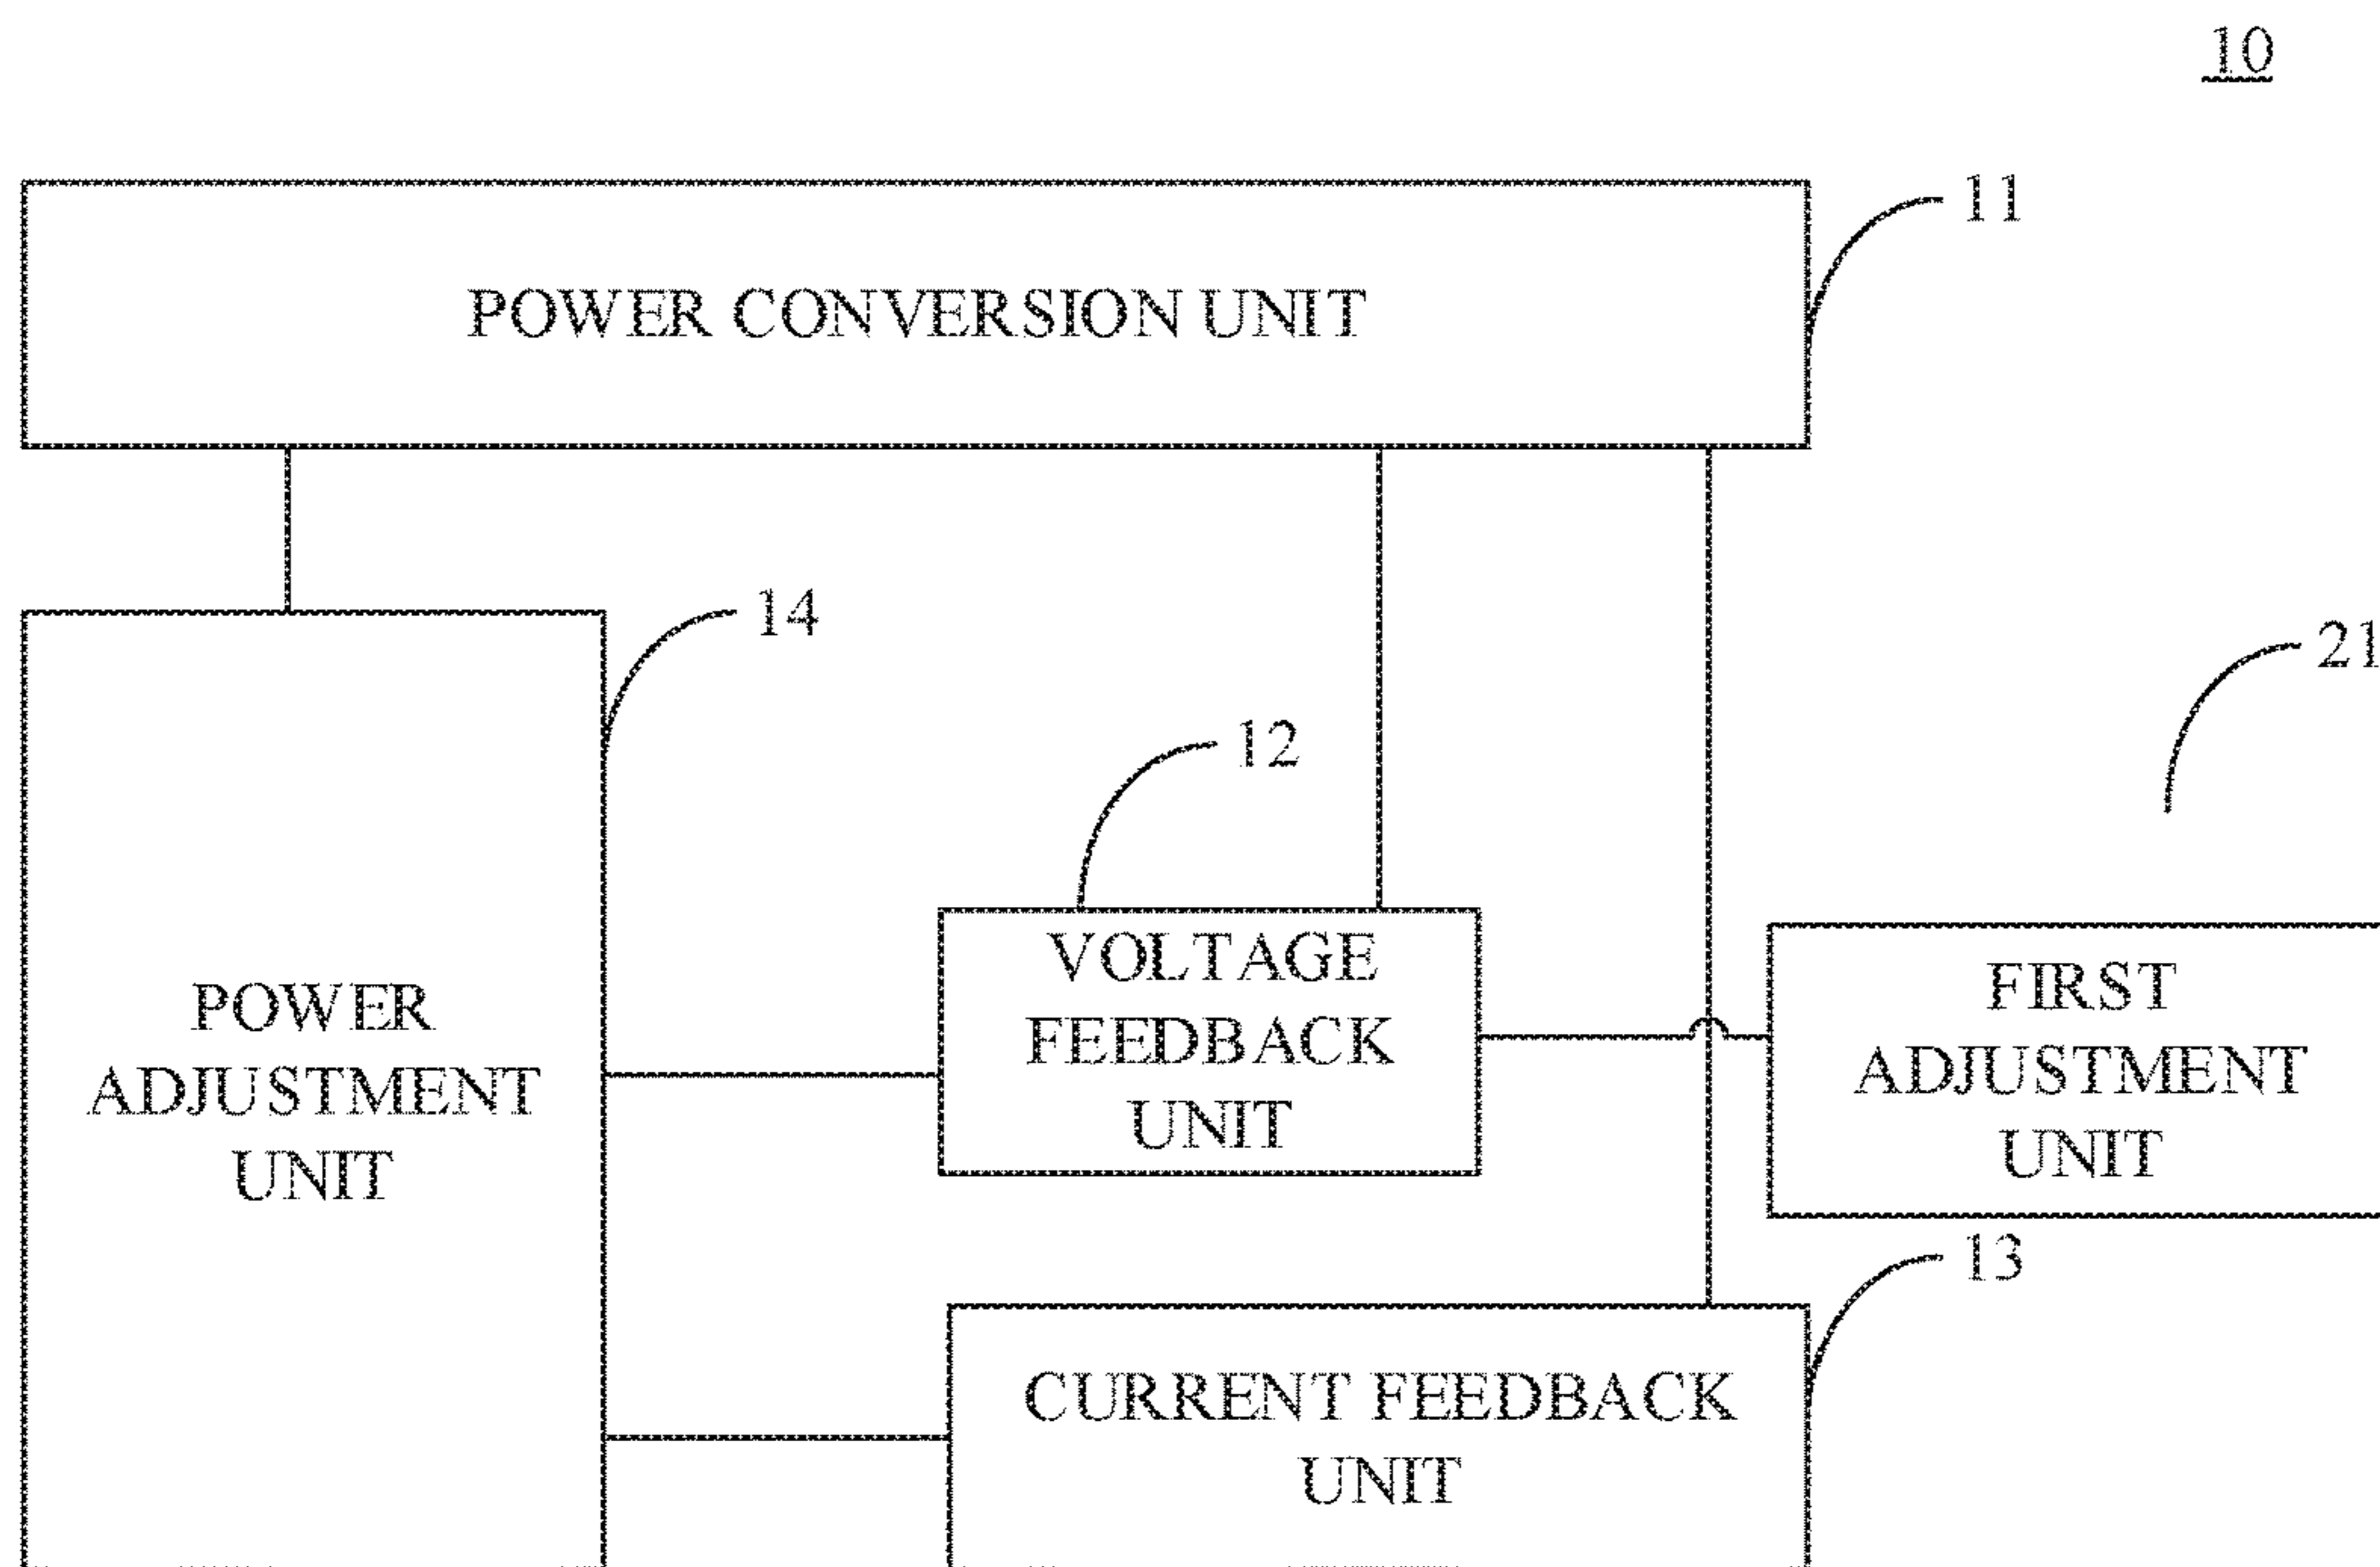 10
11
POWER CONVERSION UNIT
14
21
12
VOLTAGE
FEEDBACK
UNIT
FIRST
ADJUSTMENT
UNIT
POWER
ADJUSTMENT
UNIT
13
CURRENT FEEDBACK
UNIT